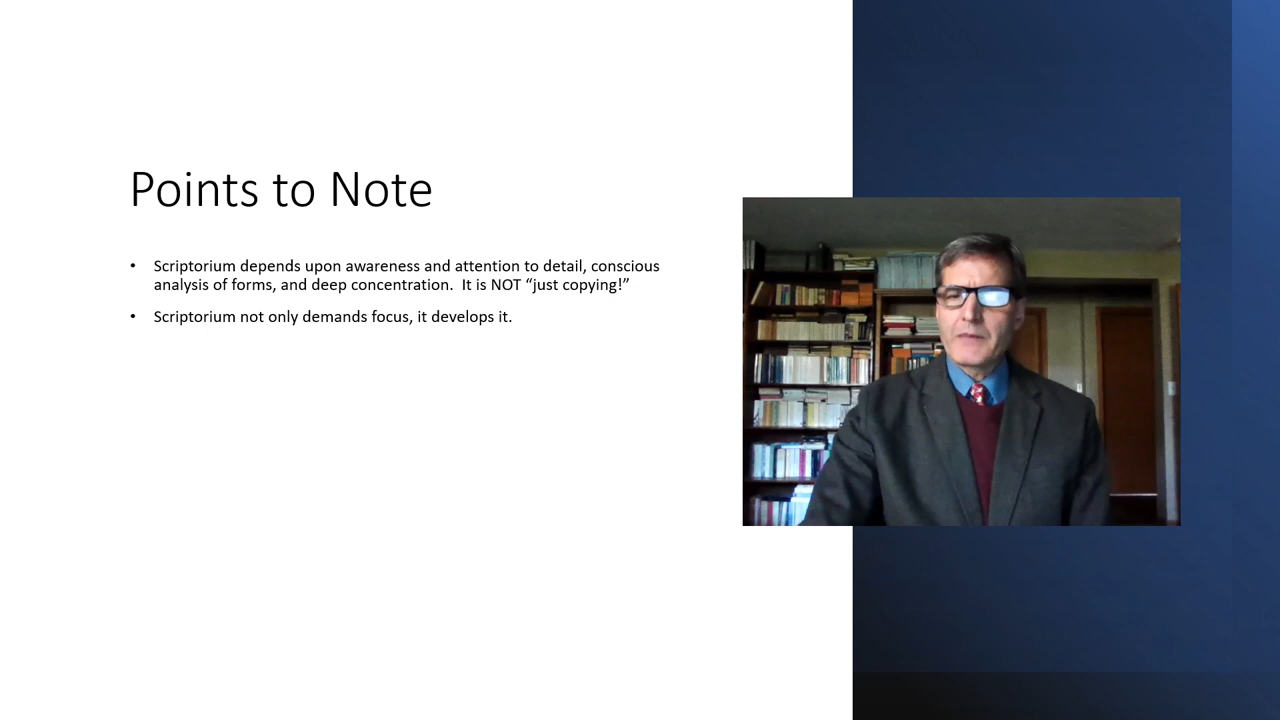 Points to Note
• Scriptorium depends upon awareness and attention to detail, conscious
analysis of forms, and deep concentration.  It is NOT “just copying!”
• Scriptorium not only demands focus, it develops it.